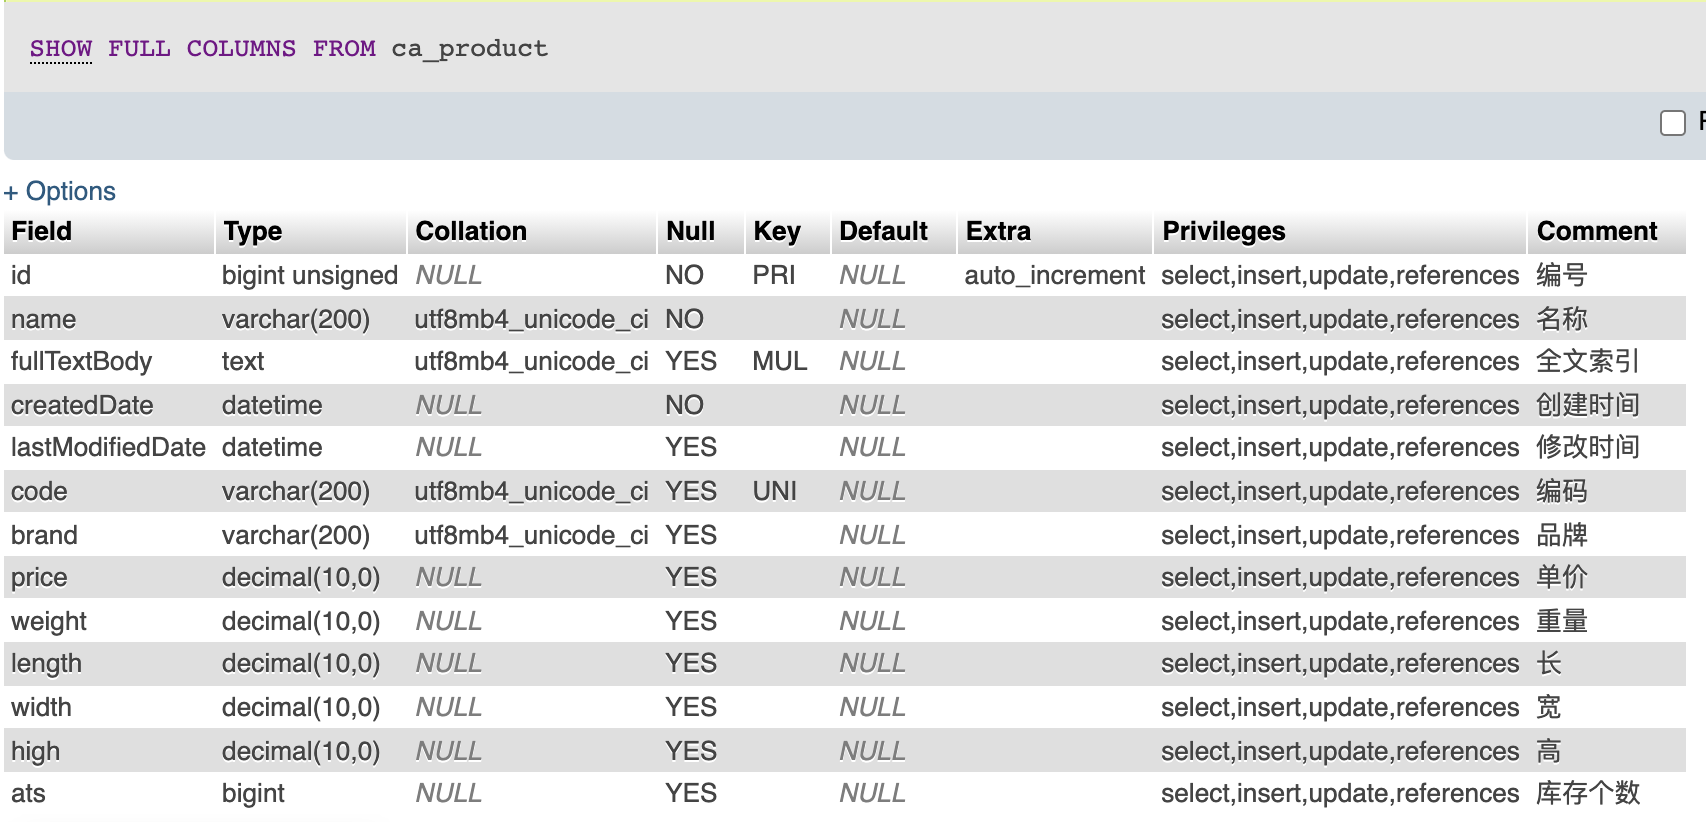 SHOW FULL COLUMNS FROM ca_product
+ Options
Field Type Collation Null Key Default Extra Privileges Comment
id bigint unsigned NULL NO PRI NULL auto_increment select,insert,update,references 编号
name varchar(200) utf8mb4_unicode_ci NO NULL select,insert,update,references 名称
fullTextBody text utf8mb4_unicode_ci YES MUL NULL select,insert,update,references 全文索引
createdDate datetime NULL NO NULL select,insert,update,references 创建时间
lastModifiedDate datetime NULL YES NULL select,insert,update,references 修改时间
code varchar(200) utf8mb4_unicode_ci YES UNI NULL select,insert,update,references 编码
brand varchar(200) utf8mb4_unicode_ci YES NULL select,insert,update,references 品牌
price decimal(10,0) NULL YES NULL select,insert,update,references 单价
weight decimal(10,0) NULL YES NULL select,insert,update,references 重量
length decimal(10,0) NULL YES NULL select,insert,update,references 长
width decimal(10,0) NULL YES NULL select,insert,update,references 宽
high decimal(10,0) NULL YES NULL select,insert,update,references 高
ats bigint NULL YES NULL select,insert,update,references 库存个数